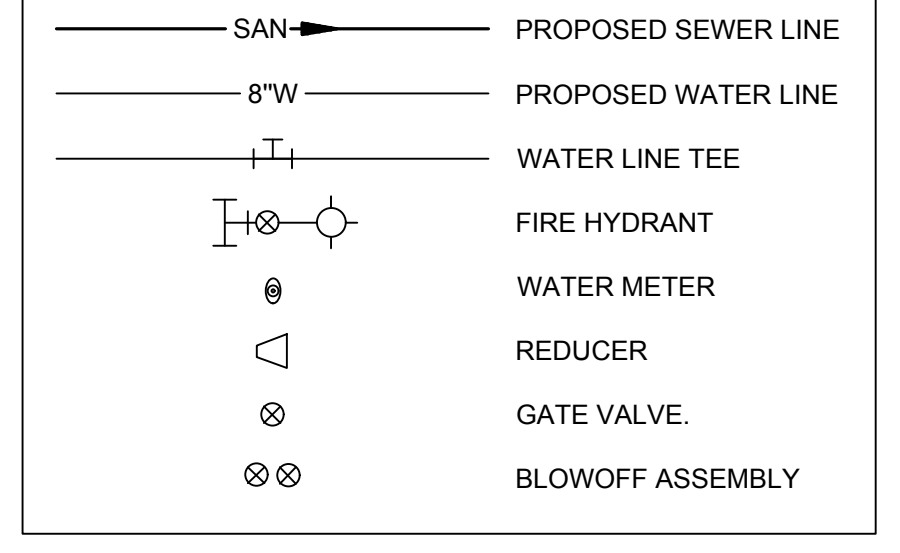 SAN PROPOSED SEWER LINE
8"W PROPOSED WATER LINE
WATER LINE TEE
FIRE HYDRANT
WATER METER
REDUCER
GATE VALVE.
BLOWOFF ASSEMBLY